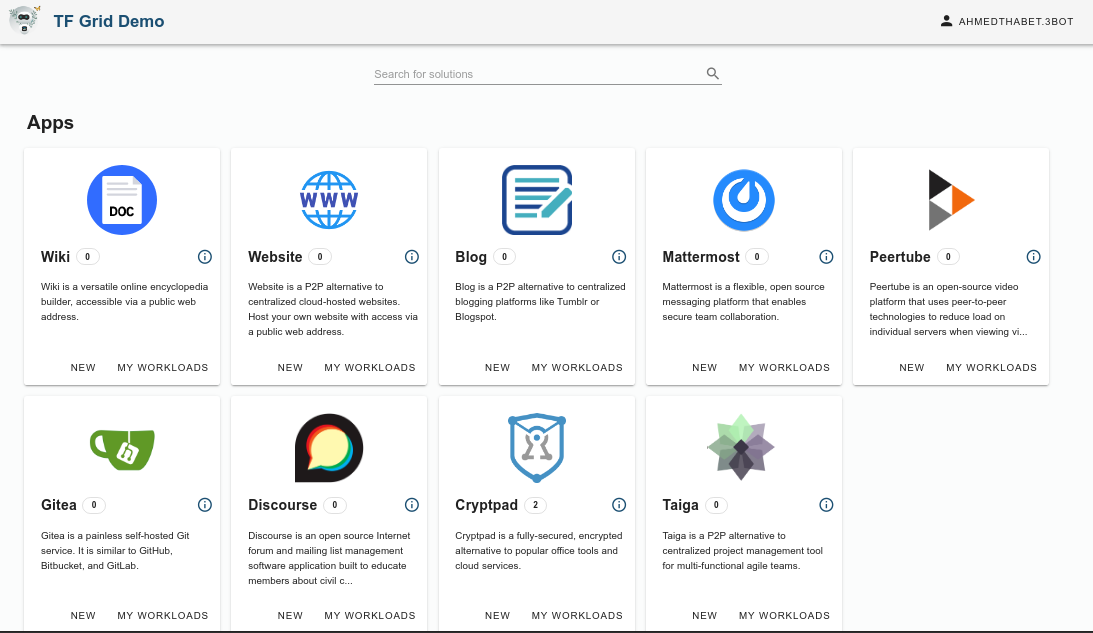 TF Grid Demo
AHMEDTHABET.3BOT
Search for solutions
Apps
DOC
Wiki 0
Wiki is a versatile online encyclopedia
builder, accessible via a public web
address.
NEW MY WORKLOADS
WWW
Website 0
Website is a P2P alternative to
centralized cloud-hosted websites.
Host your own website with access via
a public web address.
NEW MY WORKLOADS
Blog 0
Blog is a P2P alternative to centralized
blogging platforms like Tumblr or
Blogspot.
NEW MY WORKLOADS
Mattermost 0
Mattermost is a flexible, open source
messaging platform that enables
secure team collaboration.
NEW MY WORKLOADS
Peertube 0
Peertube is an open-source video
platform that uses peer-to-peer
technologies to reduce load on
individual servers when viewing vi...
NEW MY WORKLOADS
Gitea 0
Gitea is a painless self-hosted Git
service. It is similar to GitHub,
Bitbucket, and GitLab.
NEW MY WORKLOADS
Discourse 0
Discourse is an open source Internet
forum and mailing list management
software application built to educate
members about civil c...
NEW MY WORKLOADS
Cryptpad 2
Cryptpad is a fully-secured, encrypted
alternative to popular office tools and
cloud services.
NEW MY WORKLOADS
Taiga 0
Taiga is a P2P alternative to
centralized project management tool
for multi-functional agile teams.
NEW MY WORKLOADS